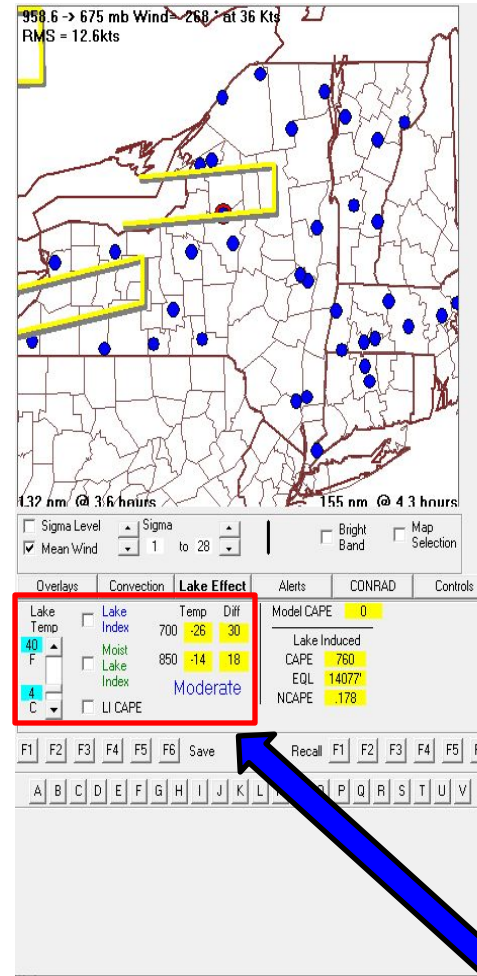 958.6 -> 675 mb Wind= 268 ° at 36 Kts
RMS = 12.6kts
132 nm @ 3.6 hours 155 nm @ 4.3 hours
Sigma Level Sigma Bright Band Map Selection
Mean Wind 1 to 28
Overlays Convection Lake Effect Alerts CONRAD Controls
Lake Temp Lake Index Temp Diff Model CAPE 0
40 F 700 -26 30 Lake Induced
Moist Lake Index 850 -14 18 CAPE 760
4 C Moderate EQL 14077'
LI CAPE NCAPE .178
F1 F2 F3 F4 F5 F6 Save Recall F1 F2 F3 F4 F5
A B C D E F G H I J K L P Q R S T U V